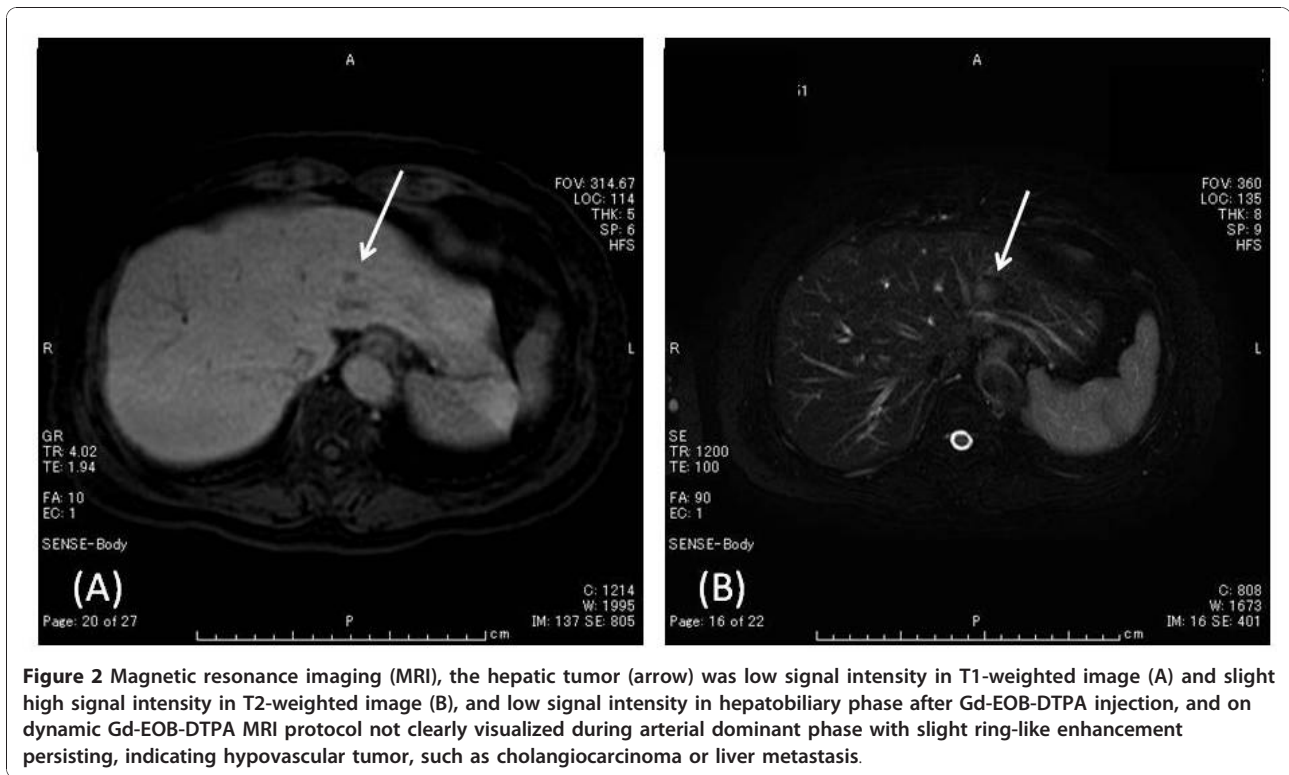 A
FOV: 314.67
LOC: 114
THK: 5
SP: 6
HFS
R
L
GR
TR: 4.02
TE: 1.94
FA: 10
EC: 1
SENSE-Body
(A)
C: 1214
W: 1995
Page: 20 of 27
P
IM: 137 SE: 805
cm
A
FOV: 360
LOC: 135
THK: 8
SP: 9
HFS
R
L
SE
TR: 1200
TE: 100
FA: 90
EC: 1
SENSE-Body
(B)
C: 808
W: 1673
Page: 16 of 22
P
IM: 16 SE: 401
cm
Figure 2 Magnetic resonance imaging (MRI), the hepatic tumor (arrow) was low signal intensity in T1-weighted image (A) and slight
high signal intensity in T2-weighted image (B), and low signal intensity in hepatobiliary phase after Gd-EOB-DTPA injection, and on
dynamic Gd-EOB-DTPA MRI protocol not clearly visualized during arterial dominant phase with slight ring-like enhancement
persisting, indicating hypovascular tumor, such as cholangiocarcinoma or liver metastasis.